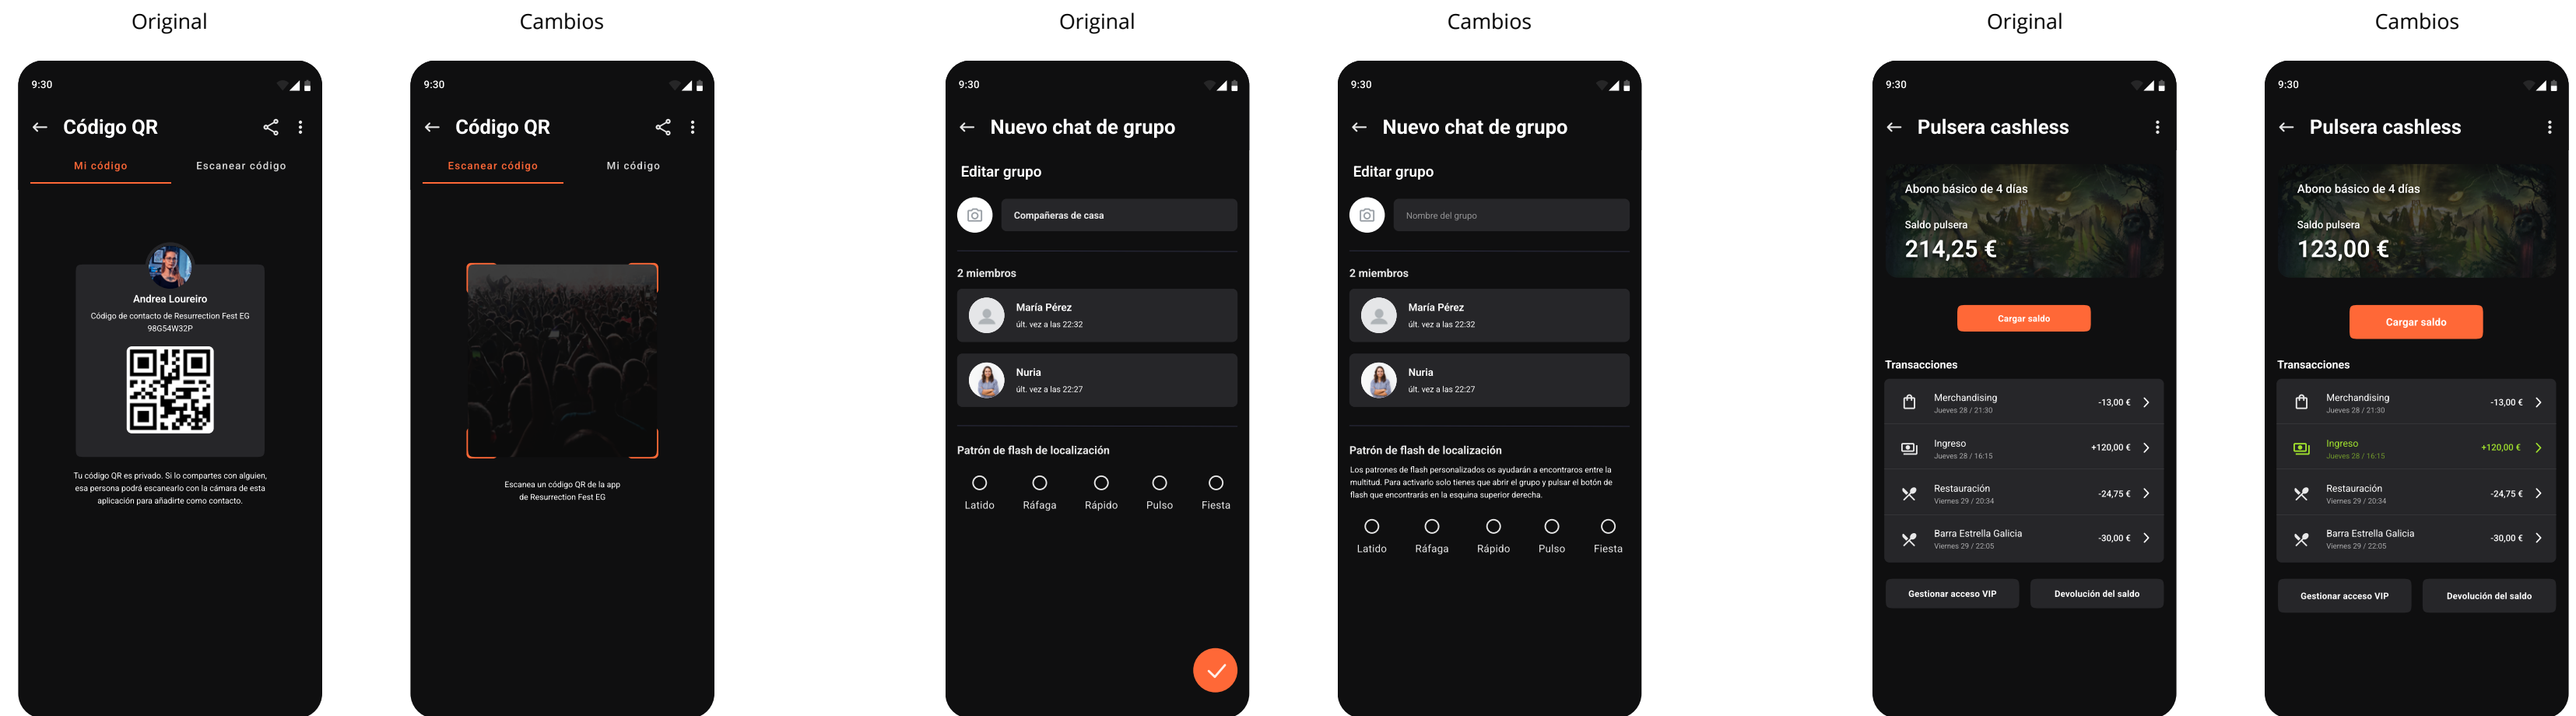 Original
9:30
Código QR
Mi código
Escanear código
Andrea Loureiro
Código de contacto de Resurrection Fest EG
98G54W32P
Tu código QR es privado. Si lo compartes con alguien,
esa persona podrá escanearlo con la cámara de esta
aplicación para añadirte como contacto.
Cambios
9:30
Código QR
Escanear código
Mi código
Escanea un código QR de la app
de Resurrection Fest EG
Original
9:30
Nuevo chat de grupo
Editar grupo
Compañeras de casa
2 miembros
María Pérez
últ. vez a las 22:32
Nuria
últ. vez a las 22:27
Patrón de flash de localización
Latido
Ráfaga
Rápido
Pulso
Fiesta
Cambios
9:30
Nuevo chat de grupo
Editar grupo
Nombre del grupo
2 miembros
María Pérez
últ. vez a las 22:32
Nuria
últ. vez a las 22:27
Patrón de flash de localización
Los patrones de flash personalizados os ayudarán a encontraros entre la
multitud. Para activarlo solo tienes que abrir el grupo y pulsar el botón de
flash que encontrarás en la esquina superior derecha.
Latido
Ráfaga
Rápido
Pulso
Fiesta
Original
9:30
Pulsera cashless
Abono básico de 4 días
Saldo pulsera
214,25 €
Cargar saldo
Transacciones
Merchandising
Jueves 28 / 21:30
-13,00 €
Ingreso
Jueves 28 / 16:15
+120,00 €
Restauración
Viernes 29 / 20:34
-24,75 €
Barra Estrella Galicia
Viernes 29 / 22:05
-30,00 €
Gestionar acceso VIP
Devolución del saldo
Cambios
9:30
Pulsera cashless
Abono básico de 4 días
Saldo pulsera
123,00 €
Cargar saldo
Transacciones
Merchandising
Jueves 28 / 21:30
-13,00 €
Ingreso
Jueves 28 / 16:15
+120,00 €
Restauración
Viernes 29 / 20:34
-24,75 €
Barra Estrella Galicia
Viernes 29 / 22:05
-30,00 €
Gestionar acceso VIP
Devolución del saldo